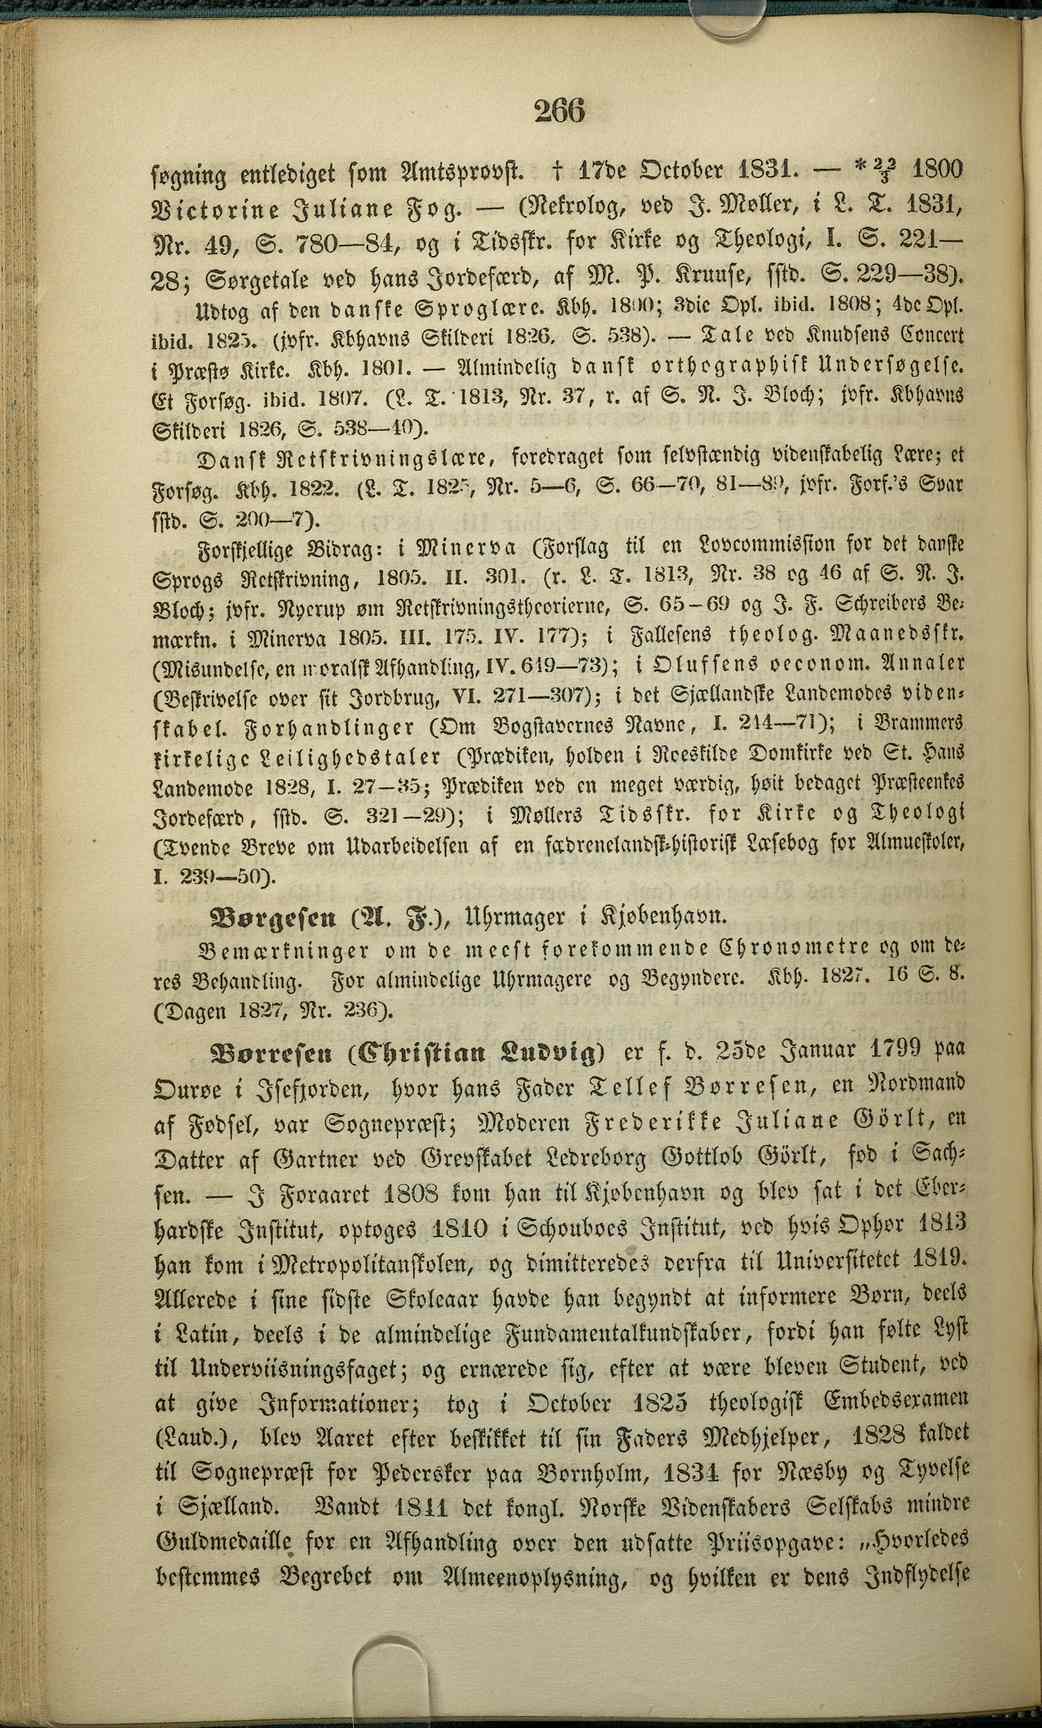 266
søgning entlediget som Amtsprovst. † 17de October 1831. — * 22/3 1800
Victorine Juliane Fog. — (Nekrolog, ved J. Møller, i L. T. 1831,
Nr. 49, S. 780—84, og i Tidsskr. for Kirke og Theologi, I. S. 221—
28; Sørgetale ved hans Jordefærd, af M. P. Kruuse, sstd. S. 229—38).
Udtog af den danske Sproglære. Kbh. 1800; 3die Opl. ibid. 1808; 4de Opl.
ibid. 1825. (jvfr. Kbhavns Skilderi 1826, S. 538). — Tale ved Knudsens Concert
i Præstø Kirke. Kbh. 1801. — Almindelig dansk orthographisk Undersøgelse.
Et Forsøg. ibid. 1807. (L. T. 1813, Nr. 37, r. af S. N. J. Bloch; jvfr. Kbhavns
Skilderi 1826, S. 538—40).
Dansk Retskrivningslære, foredraget som selvstændig videnskabelig Lære; et
Forsøg. Kbh. 1822. (L. T. 1825, Nr. 5—6, S. 66—70, 81—89, jvfr. Forf.'s Svar
sstd. S. 200—7).
Forskjellige Bidrag: i Minerva (Forslag til en Lovcommission for det danske
Sprogs Retskrivning, 1805. II. 301. (r. L. T. 1813, Nr. 38 og 46 af S. N. J.
Bloch; jvfr. Nyerup om Retskrivningstheorierne, S. 65—69 og J. F. Schreibers Be-
mærkn. i Minerva 1805. III. 175. IV. 177); i Fallesens theolog. Maanedsskr.
(Misundelse, en moralsk Afhandling, IV. 649—73); i Olufsens oeconom. Annaler
(Beskrivelse over sit Jordbrug, VI. 271—307); i det Sjællandske Landemodes viden-
skabel. Forhandlinger (Om Bogstavernes Navne, I. 244—71); i Brammers
kirkelige Leilighedstaler (Prædiken, holden i Roeskilde Domkirke ved St. Hans
Landemode 1828, I. 27—35; Prædiken ved en meget værdig, høit bedaget Præsteenkes
Jordefærd, sstd. S. 321—29); i Møllers Tidsskr. for Kirke og Theologi
(Tvende Breve om Udarbeidelsen af en fædrenelandsk-historisk Læsebog for Almueskoler,
I. 239—50).
Børgesen (A. F.), Uhrmager i Kjøbenhavn.
Bemærkninger om de meest forekommende Chronometre og om de-
res Behandling. For almindelige Uhrmagere og Begyndere. Kbh. 1827. 16 S. 8.
(Dagen 1827, Nr. 236).
Børresen (Christian Ludvig) er f. d. 25de Januar 1799 paa
Ourøe i Isefjorden, hvor hans Fader Tellef Børresen, en Nordmand
af Fødsel, var Sognepræst; Moderen Frederikke Juliane Görlt, en
Datter af Gartner ved Grevskabet Ledreborg Gottlob Görlt, fød i Sach-
sen. — I Foraaret 1808 kom han til Kjøbenhavn og blev sat i det Eber-
hardske Institut, optoges 1810 i Schouboes Institut, ved hvis Ophør 1813
han kom i Metropolitanskolen, og dimitteredes derfra til Universitetet 1819.
Allerede i sine sidste Skoleaar havde han begyndt at informere Børn, deels
i Latin, deels i de almindelige Fundamentalkundskaber, fordi han følte Lyst
til Underviisningsfaget; og ernærede sig, efter at være bleven Student, ved
at give Informationer; tog i October 1825 theologisk Embedsexamen
(Laud.), blev Aaret efter beskikket til sin Faders Medhjelper, 1828 kaldet
til Sognepræst for Pedersker paa Bornholm, 1834 for Næsby og Tyvelse
i Sjælland. Vandt 1841 det kongl. Norske Videnskabers Selskabs mindre
Guldmedaille for en Afhandling over den udsatte Priisopgave: „Hvorledes
bestemmes Begrebet om Almeenoplysning, og hvilken er dens Indflydelse